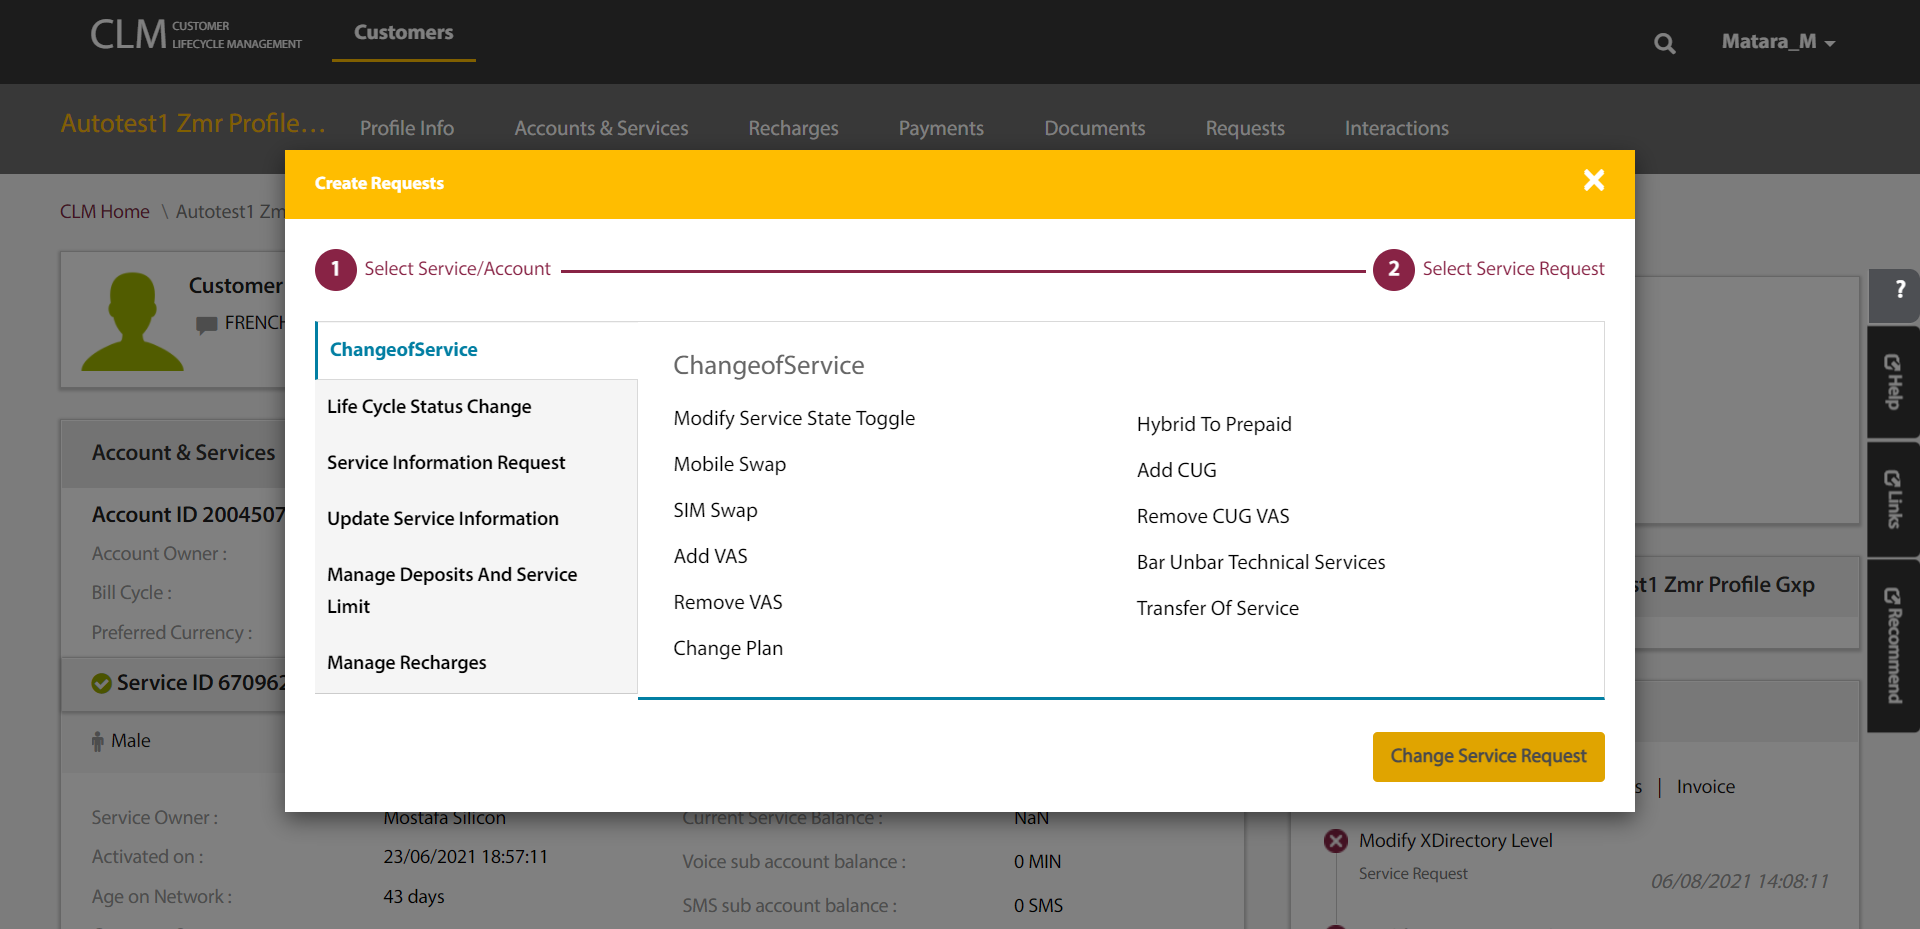 CLM CUSTOMER
LIFECYCLE MANAGEMENT
Customers
Matara_M
Autotest1 Zmr Profile...
Profile Info
Accounts & Services
Recharges
Payments
Documents
Requests
Interactions
Create Requests
CLM Home \ Autotest1 Zm
1 Select Service/Account
2 Select Service Request
Customer
FRENCH
?
Help
Links
Recommend
ChangeofService
Life Cycle Status Change
Service Information Request
Update Service Information
Manage Deposits And Service
Limit
Manage Recharges
ChangeofService
Modify Service State Toggle
Mobile Swap
SIM Swap
Add VAS
Remove VAS
Change Plan
Hybrid To Prepaid
Add CUG
Remove CUG VAS
Bar Unbar Technical Services
Transfer Of Service
Change Service Request
Account & Services
Account ID 2004507
Account Owner :
Bill Cycle :
Preferred Currency :
Service ID 670962
Male
Service Owner :
Mostafa Silicon
Activated on :
23/06/2021 18:57:11
Age on Network :
43 days
Current Service Balance :
NaN
Voice sub account balance :
0 MIN
SMS sub account balance :
0 SMS
st1 Zmr Profile Gxp
s | Invoice
Modify XDirectory Level
Service Request
06/08/2021 14:08:11